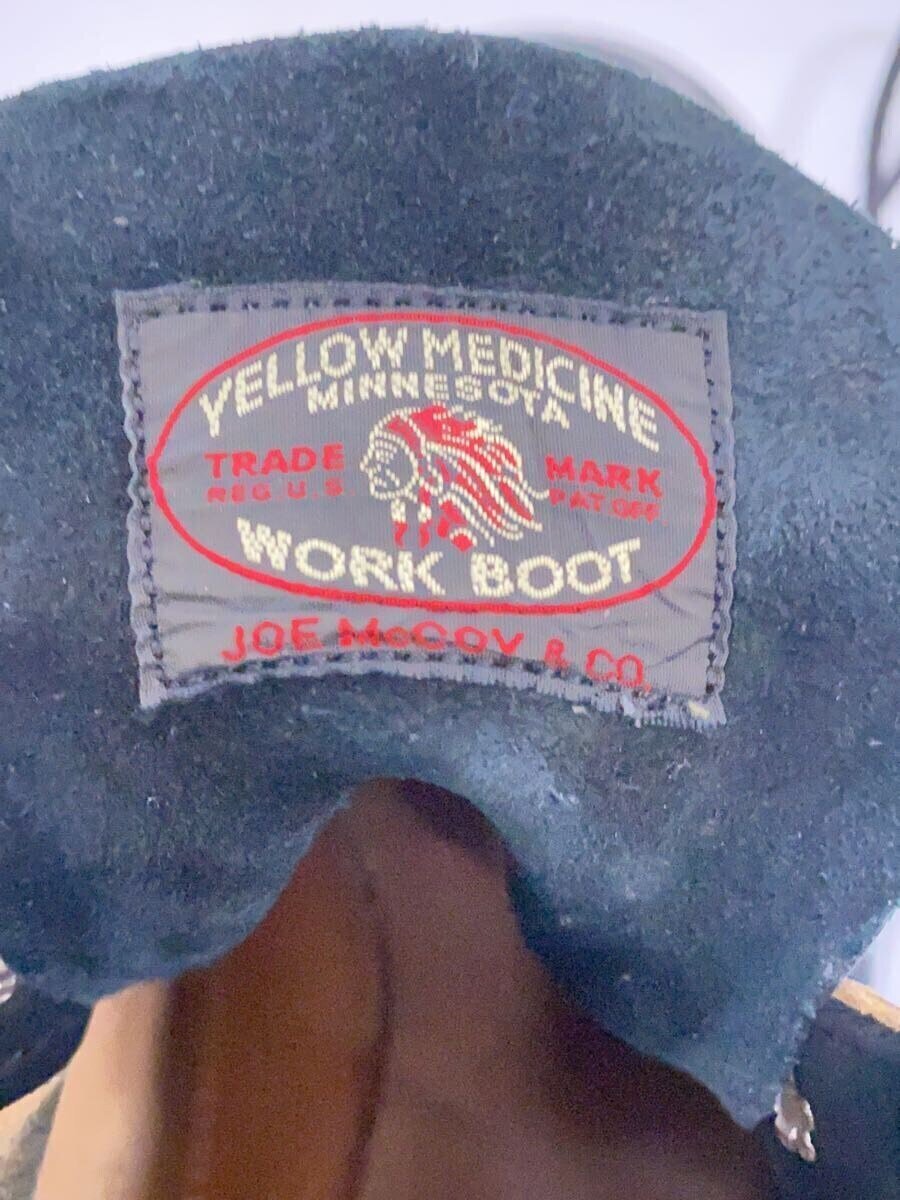 YELLOW MEDICINE
MINNESOTA
TRADE MARK
REG U.S. PAT.OFF.
WORK BOOT
JOE McCOY & CO.